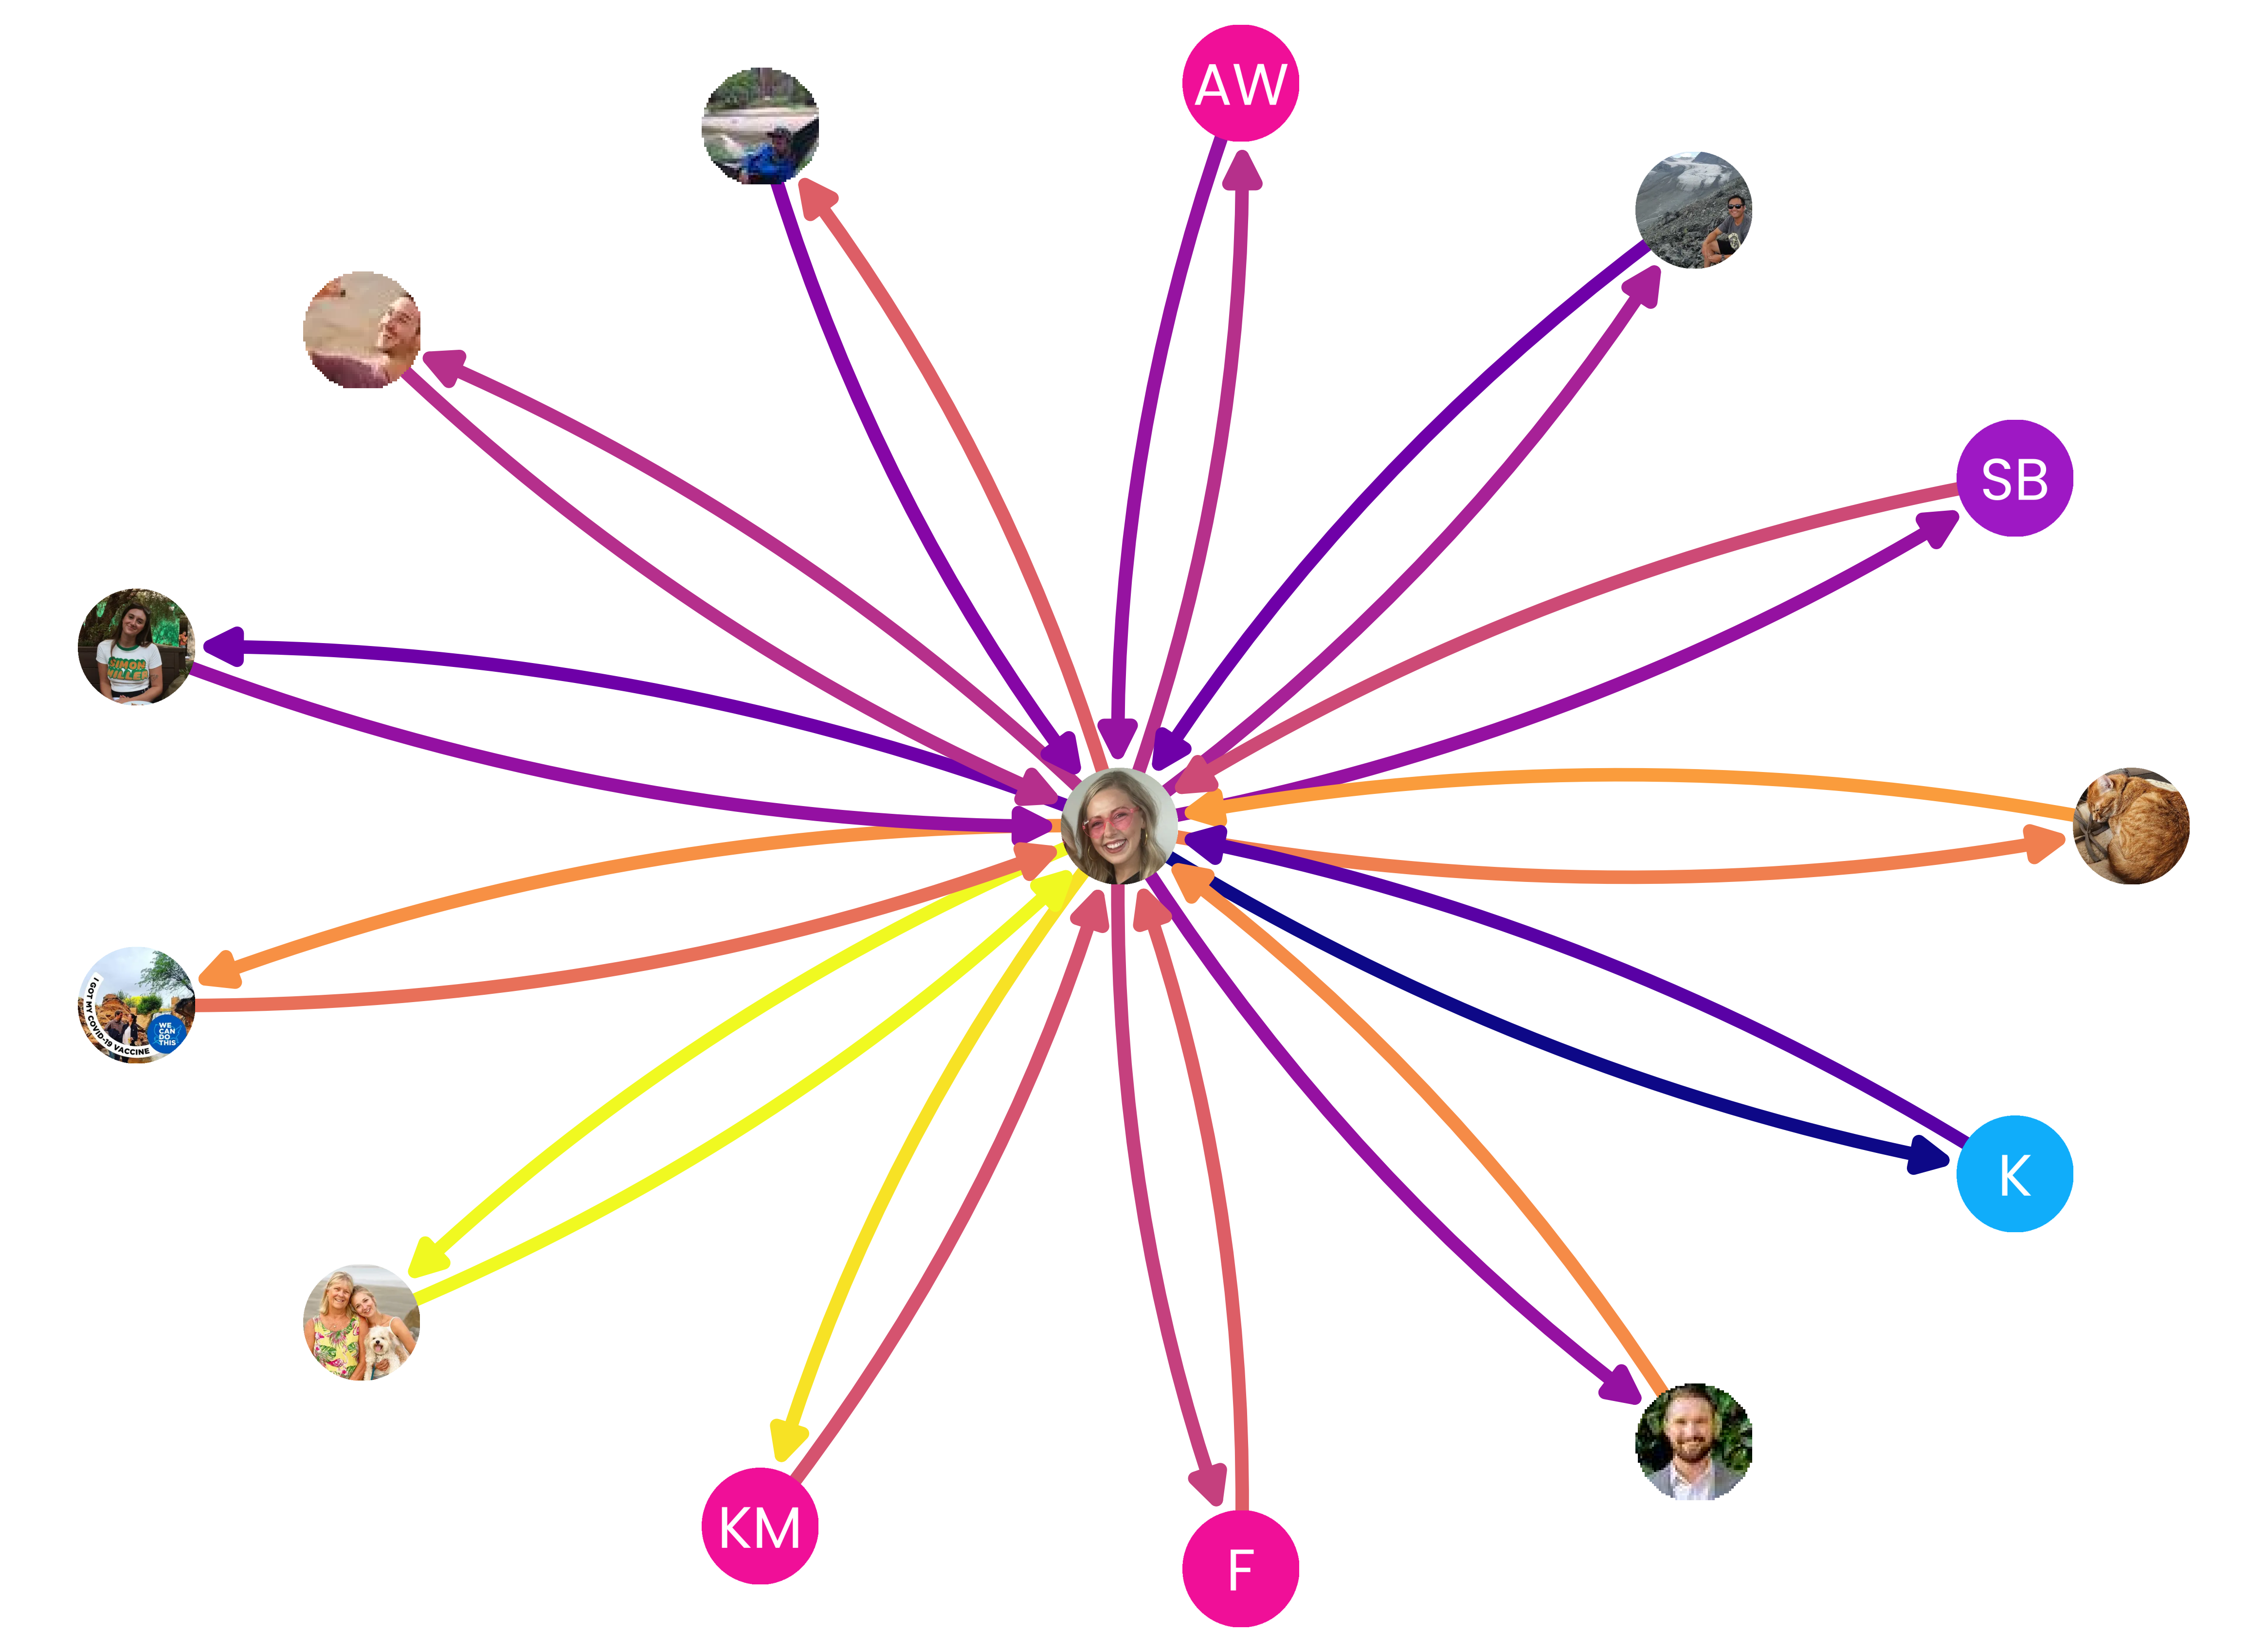 AW
SB
SIMON
MILLER
I GOT MY COVID-19 VACCINE
WE
CAN
DO
THIS
K
KM
F